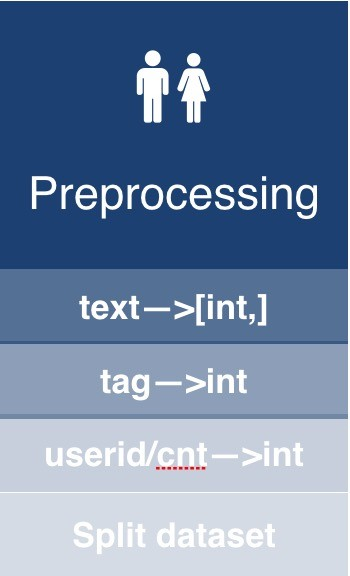 Preprocessing
text—>[int,]
tag—>int
userid/cnt—>int
Split dataset